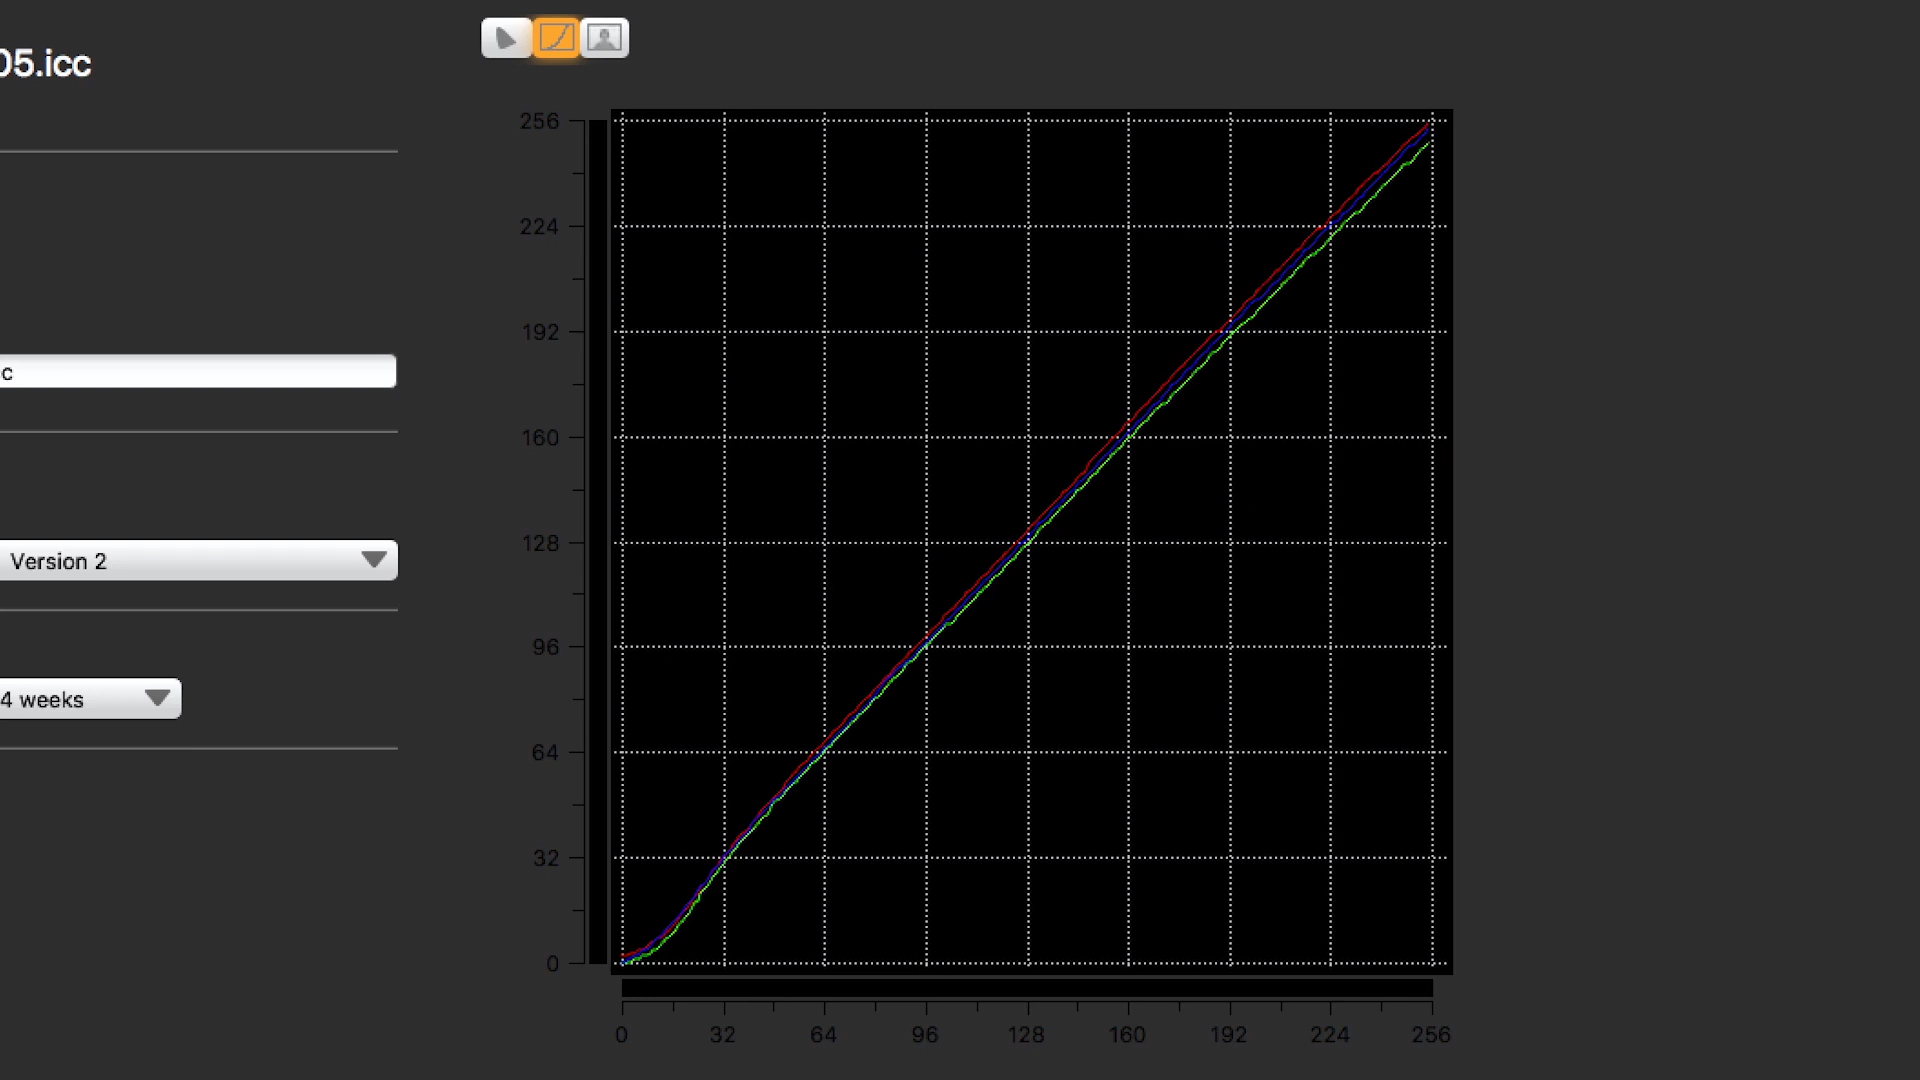 05.icc
c
Version 2
4 weeks
256
224
192
160
128
96
64
32
0
0 32 64 96 128 160 192 224 256